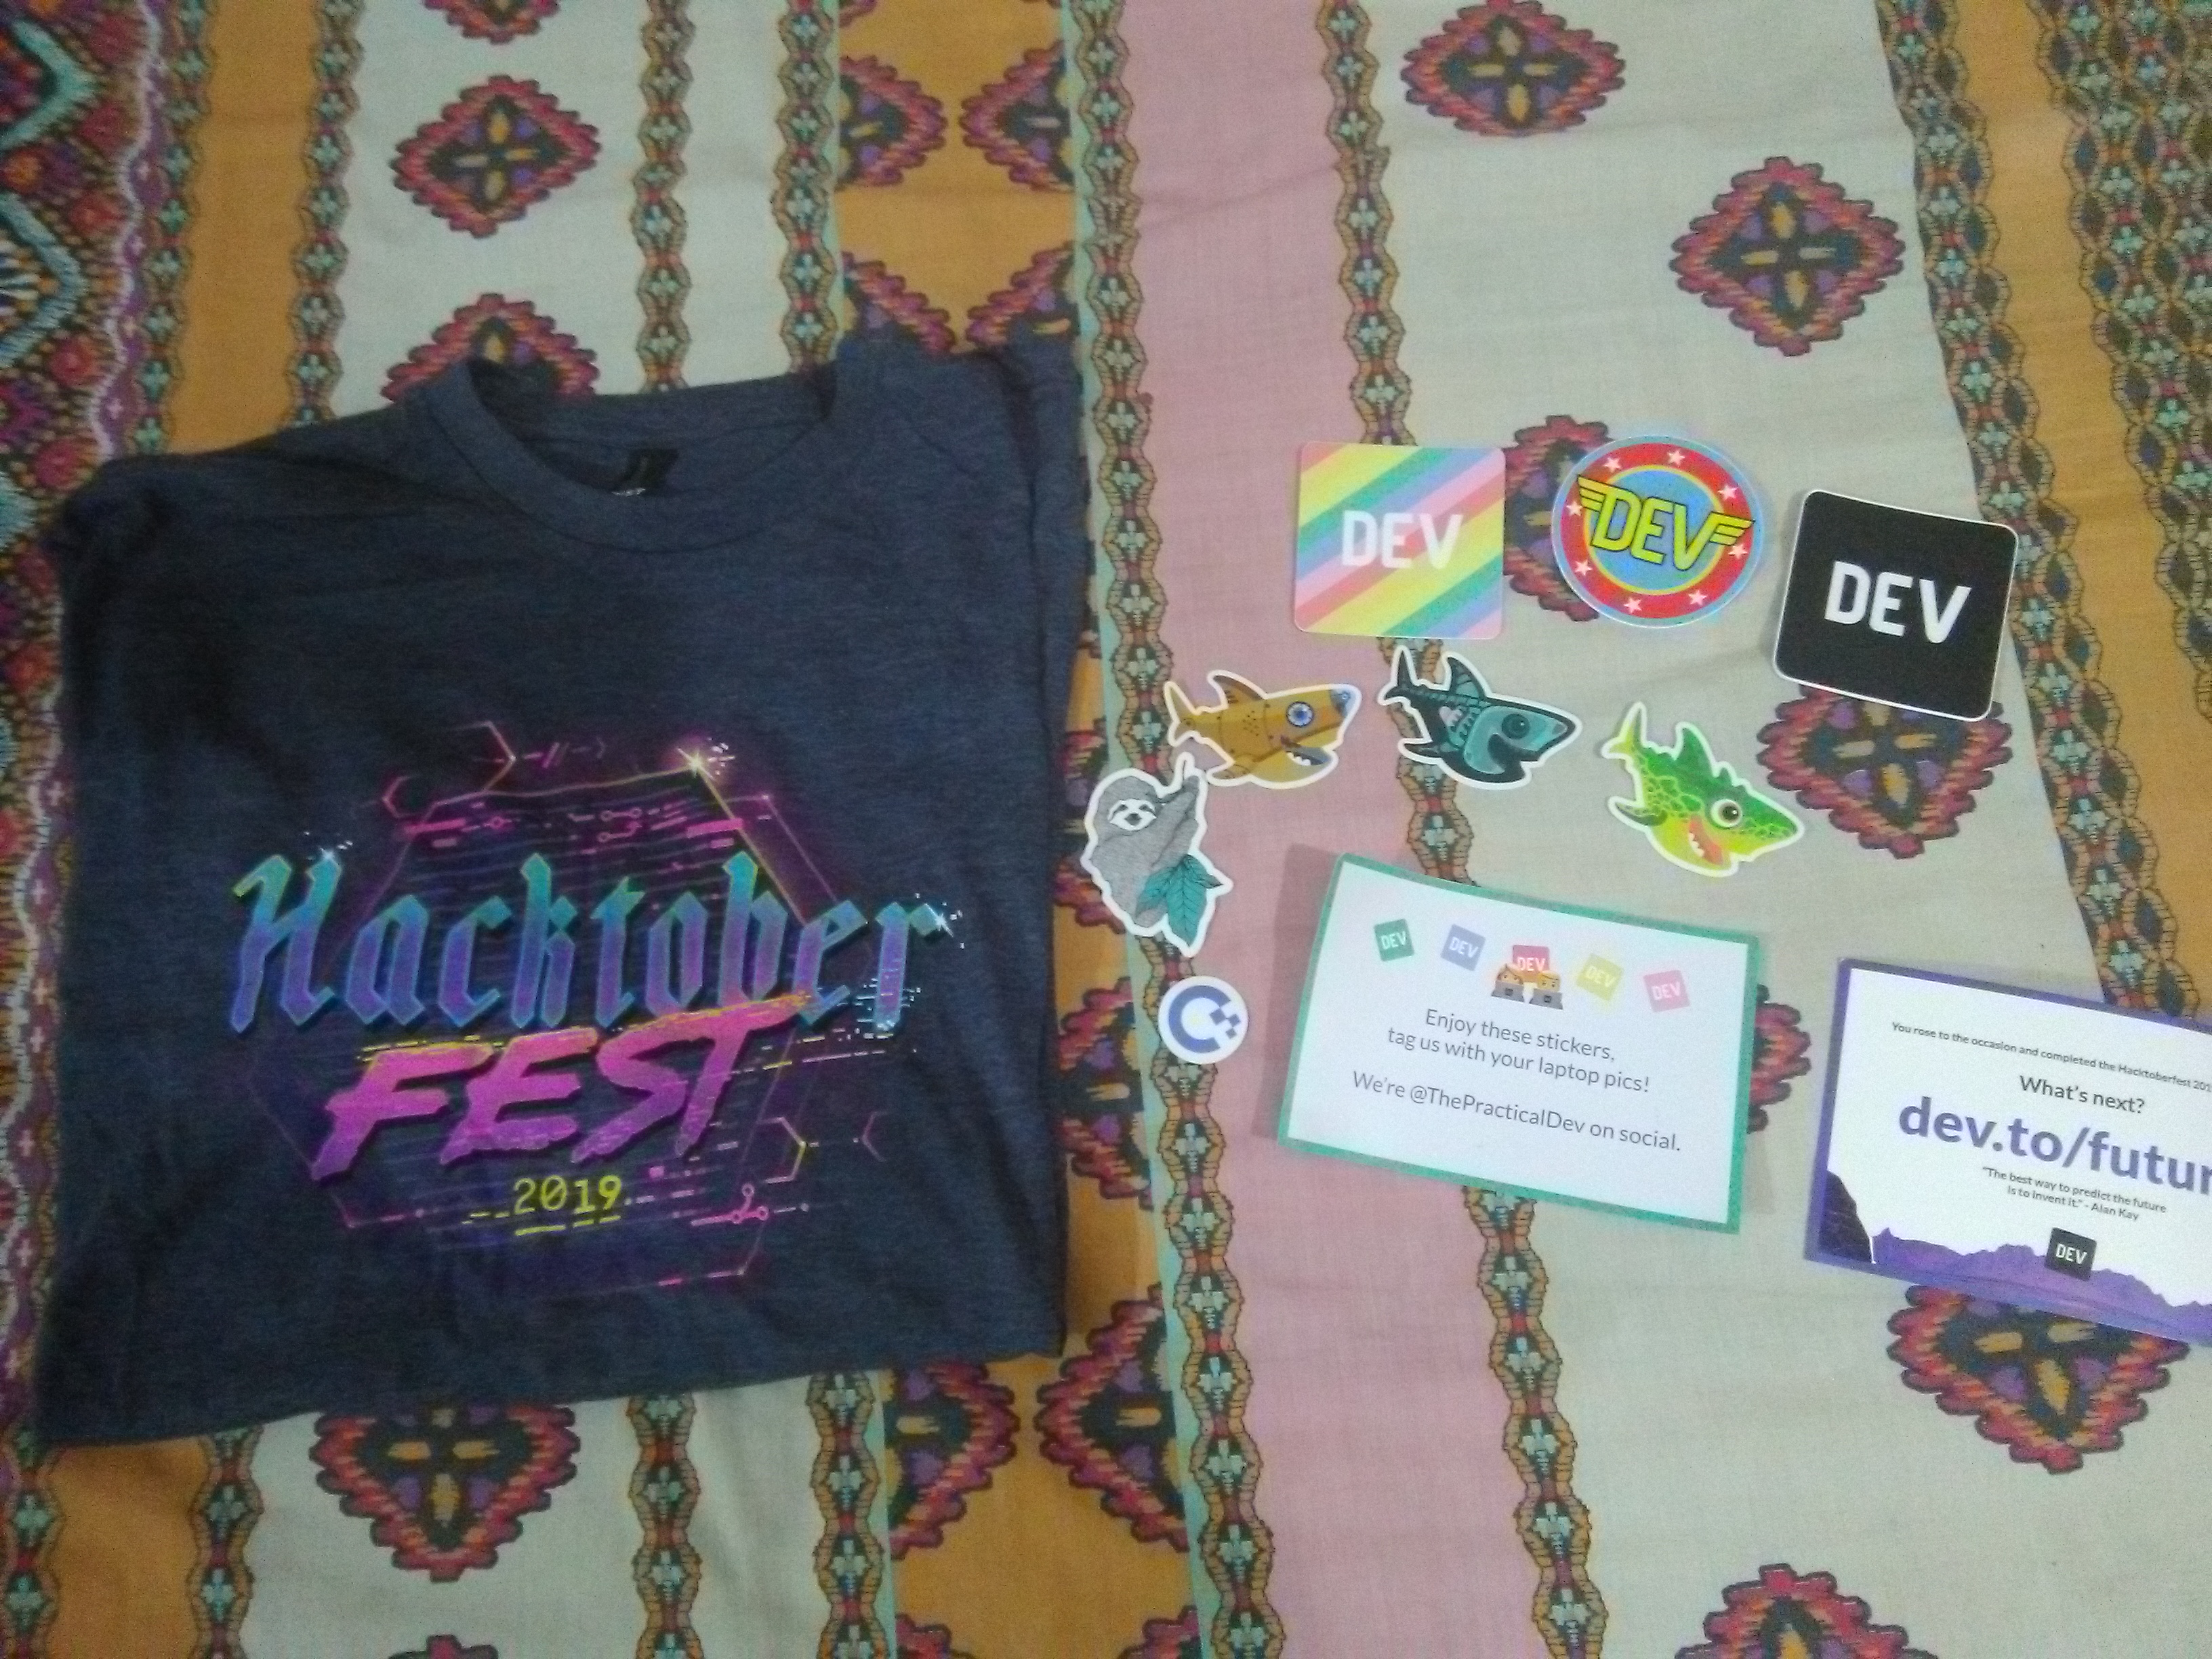 Hacktober
FEST
2019
DEV
DEV
DEV
DEV
DEV
DEV
DEV
DEV
Enjoy these stickers,
tag us with your laptop pics!
We're @ThePracticalDev on social.
You rose to the occasion and completed the Hacktoberfest 201
What's next?
dev.to/futur
"The best way to predict the future
is to invent it." - Alan Kay
DEV